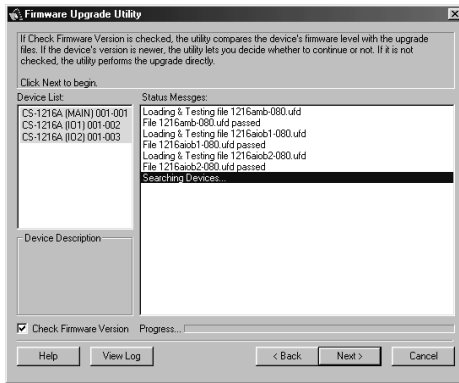 Firmware Upgrade Utility
If Check Firmware Version is checked, the utility compares the device's firmware level with the upgrade
files. If the device's version is newer, the utility lets you decide whether to continue or not. If it is not
checked, the utility performs the upgrade directly.
Click Next to begin.
Device List:
CS-1216A (MAIN) 001-001
CS-1216A (IO1) 001-002
CS-1216A (IO2) 001-003
Status Messges:
Loading & Testing file 1216amb-080.ufd
File 1216amb-080.ufd passed
Loading & Testing file 1216aiob1-080.ufd
File 1216aiob1-080.ufd passed
Loading & Testing file 1216aiob2-080.ufd
File 1216aiob2-080.ufd passed
Searching Devices...
Device Description
Check Firmware Version
Progress...
Help
View Log
< Back
Next >
Cancel